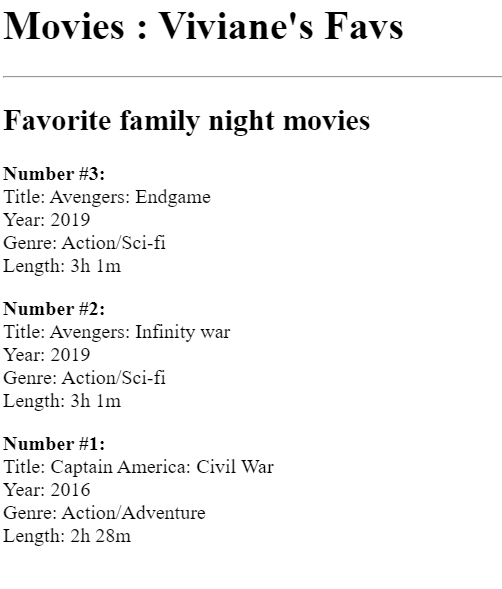 Movies : Viviane's Favs
Favorite family night movies
Number #3:
Title: Avengers: Endgame
Year: 2019
Genre: Action/Sci-fi
Length: 3h 1m
Number #2:
Title: Avengers: Infinity war
Year: 2019
Genre: Action/Sci-fi
Length: 3h 1m
Number #1:
Title: Captain America: Civil War
Year: 2016
Genre: Action/Adventure
Length: 2h 28m